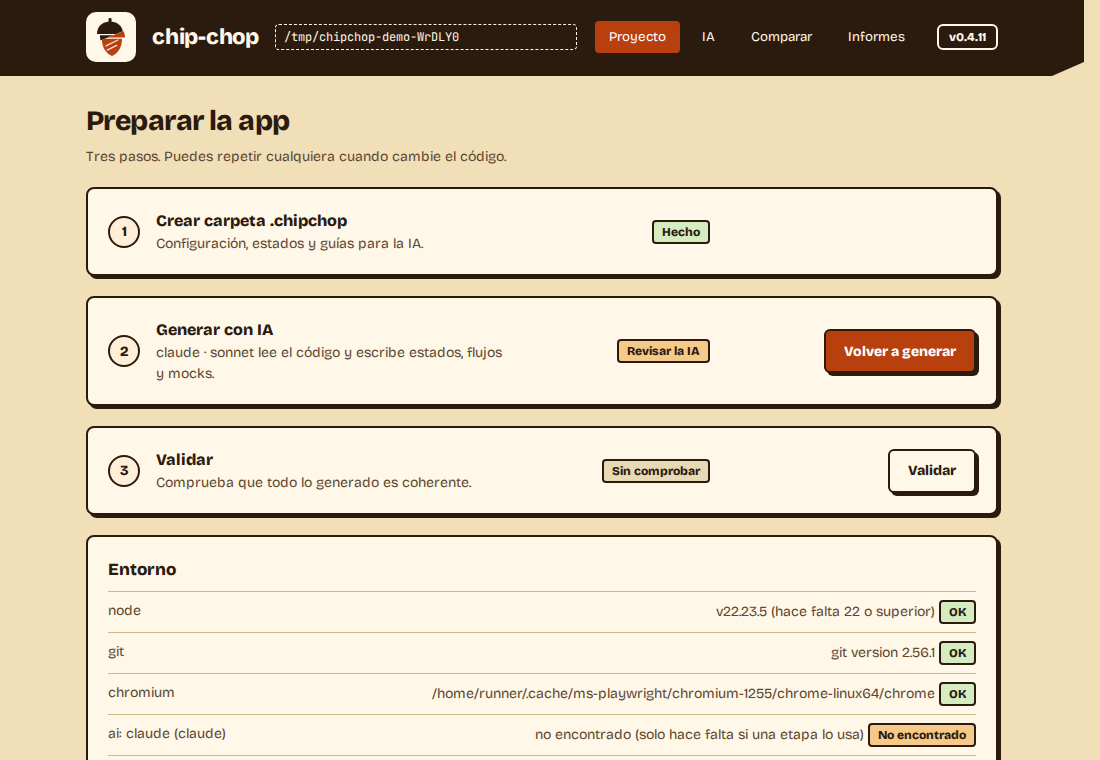 chip-chop
/tmp/chipchop-demo-WrDLY0
Proyecto
IA
Comparar
Informes
v0.4.11
Preparar la app
Tres pasos. Puedes repetir cualquiera cuando cambie el código.
1
Crear carpeta .chipchop
Configuración, estados y guías para la IA.
Hecho
2
Generar con IA
claude · sonnet lee el código y escribe estados, flujos
y mocks.
Revisar la IA
Volver a generar
3
Validar
Comprueba que todo lo generado es coherente.
Sin comprobar
Validar
Entorno
node
v22.23.5 (hace falta 22 o superior)
OK
git
git version 2.56.1
OK
chromium
/home/runner/.cache/ms-playwright/chromium-1255/chrome-linux64/chrome
OK
ai: claude (claude)
no encontrado (solo hace falta si una etapa lo usa)
No encontrado